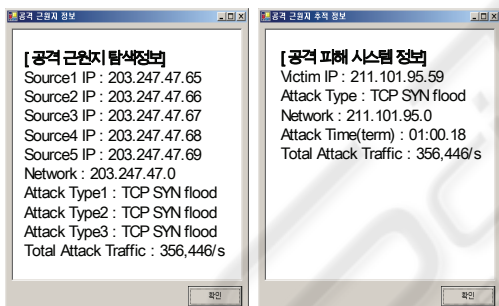 공격 근원지 정보
[ 공격 근원지 탐색정보]
Source1 IP : 203.247.47.65
Source2 IP : 203.247.47.66
Source3 IP : 203.247.47.67
Source4 IP : 203.247.47.68
Source5 IP : 203.247.47.69
Network : 203.247.47.0
Attack Type1 : TCP SYN flood
Attack Type2 : TCP SYN flood
Attack Type3 : TCP SYN flood
Total Attack Traffic : 356,446/s
확인
공격 근원지 추적 정보
[ 공격 피해 시스템 정보]
Victim IP : 211.101.95.59
Attack Type : TCP SYN flood
Network : 211.101.95.0
Attack Time(term) : 01:00.18
Total Attack Traffic : 356,446/s
확인